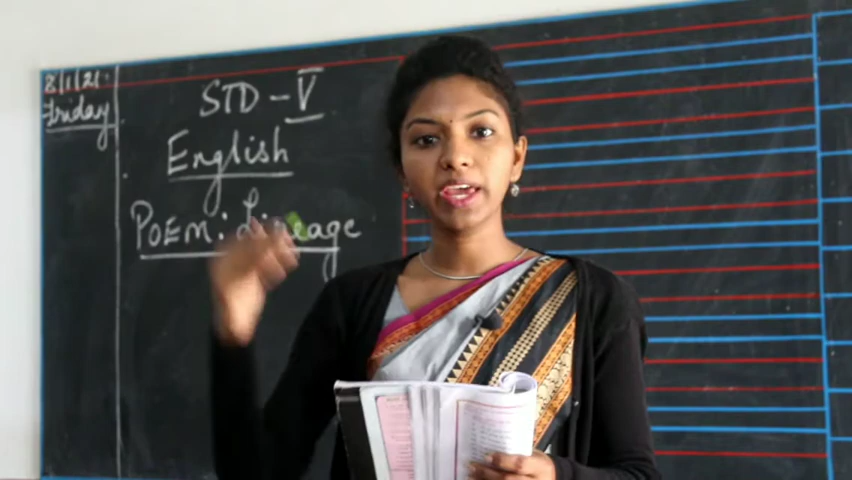 8/1/21.
Friday
STD - V
English
POEM: Lineage